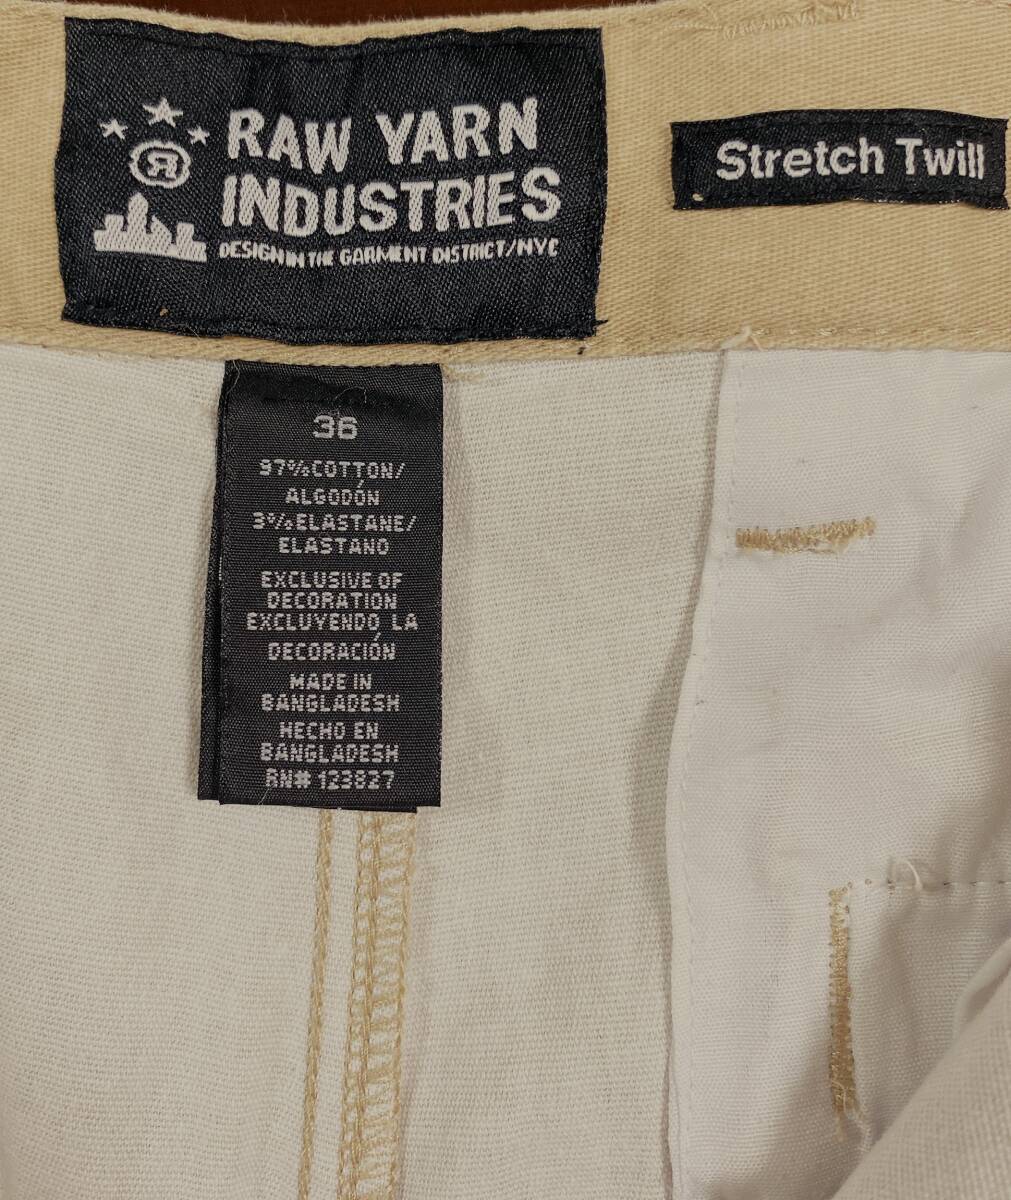 RAW YARN
INDUSTRIES
DESIGN IN THE GARMENT DISTRICT/NYC
Stretch Twill
36
97%COTTON/
ALGODÓN
3%ELASTANE/
ELASTANO
EXCLUSIVE OF
DECORATION
EXCLUYENDO LA
DECORACIÓN
MADE IN
BANGLADESH
HECHO EN
BANGLADESH
RN# 123827